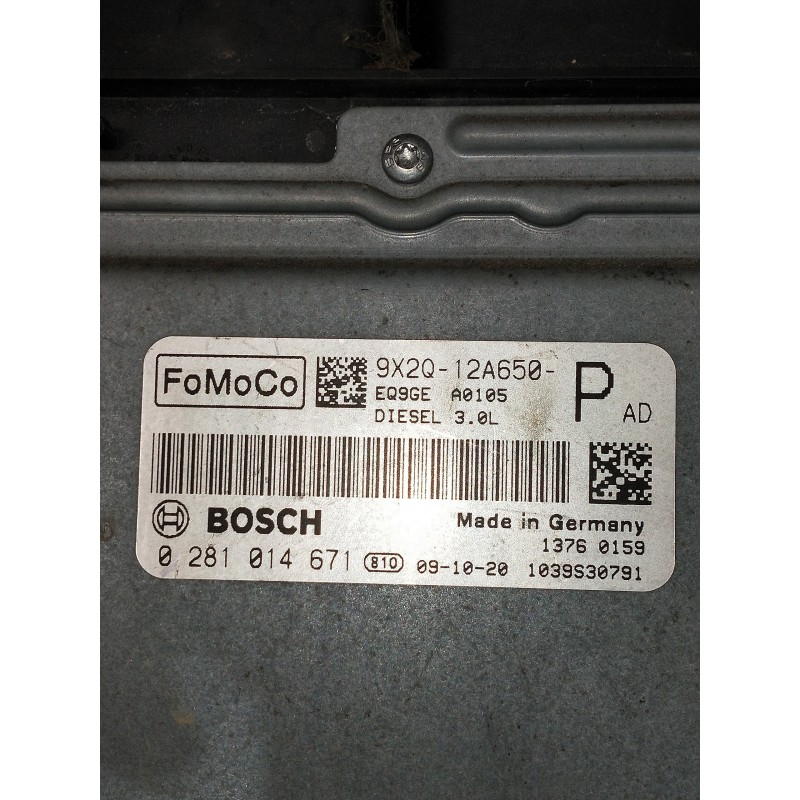 FoMoCo
9X2Q-12A650-
P
AD
EQ9GE A0105
DIESEL 3.0L
BOSCH
Made in Germany
1376 0159
0 281 014 671 810 09-10-20 1039S30791